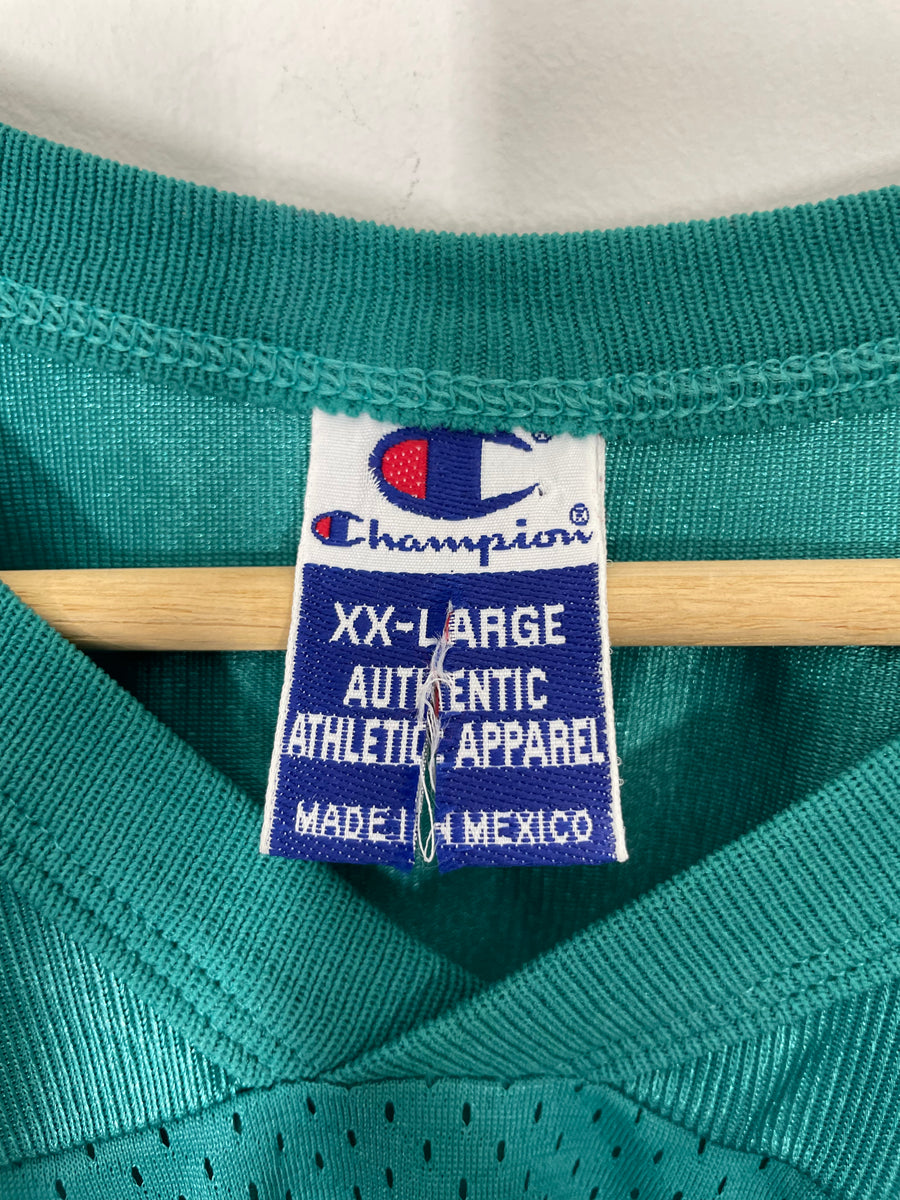 ®
Champion®
XX-LARGE
AUTHENTIC
ATHLETIC APPAREL
MADE IN MEXICO